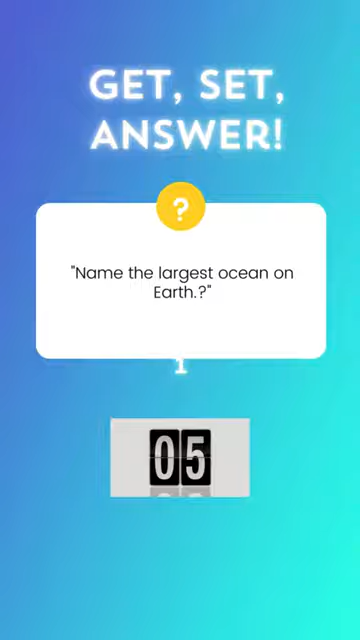 GET, SET,
ANSWER!
?
"Name the largest ocean on
Earth.?"
1
05